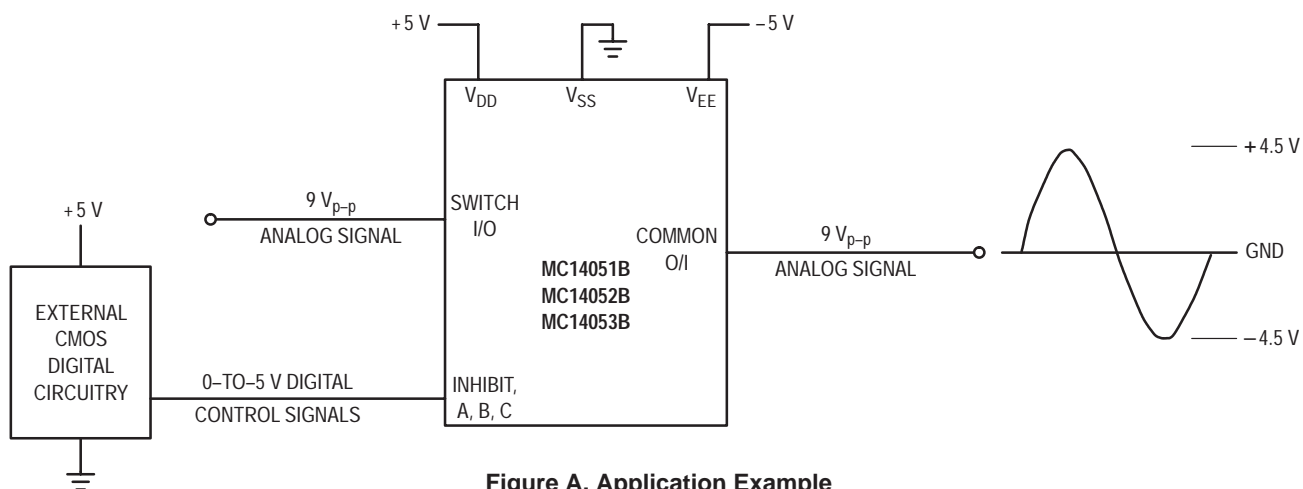 +5 V
−5 V
V_DD
V_SS
V_EE
+4.5 V
9 V_p–p
ANALOG SIGNAL
SWITCH
I/O
+5 V
COMMON
O/I
9 V_p–p
ANALOG SIGNAL
GND
MC14051B
MC14052B
MC14053B
EXTERNAL
CMOS
DIGITAL
CIRCUITRY
−4.5 V
0–TO–5 V DIGITAL
CONTROL SIGNALS
INHIBIT,
A, B, C
Figure A. Application Example